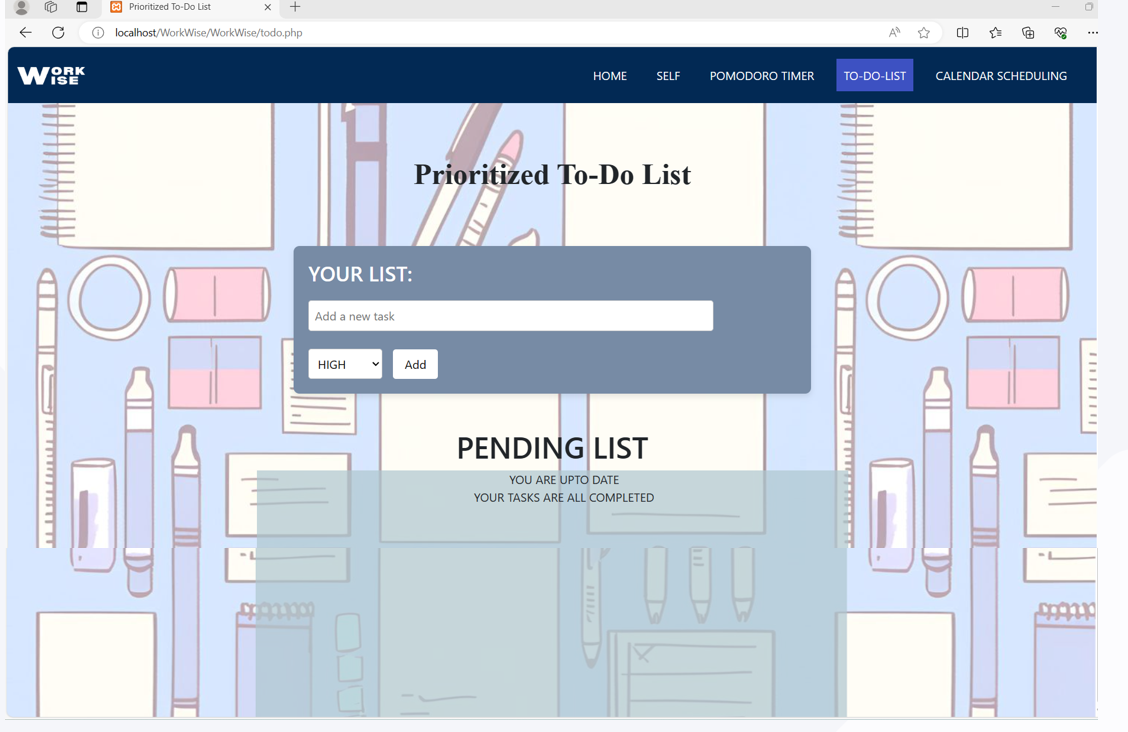 Prioritized To-Do List
localhost/WorkWise/WorkWise/todo.php
WORK
WISE
HOME SELF POMODORO TIMER TO-DO-LIST CALENDAR SCHEDULING
Prioritized To-Do List
YOUR LIST:
Add a new task
HIGH Add
PENDING LIST
YOU ARE UPTO DATE
YOUR TASKS ARE ALL COMPLETED